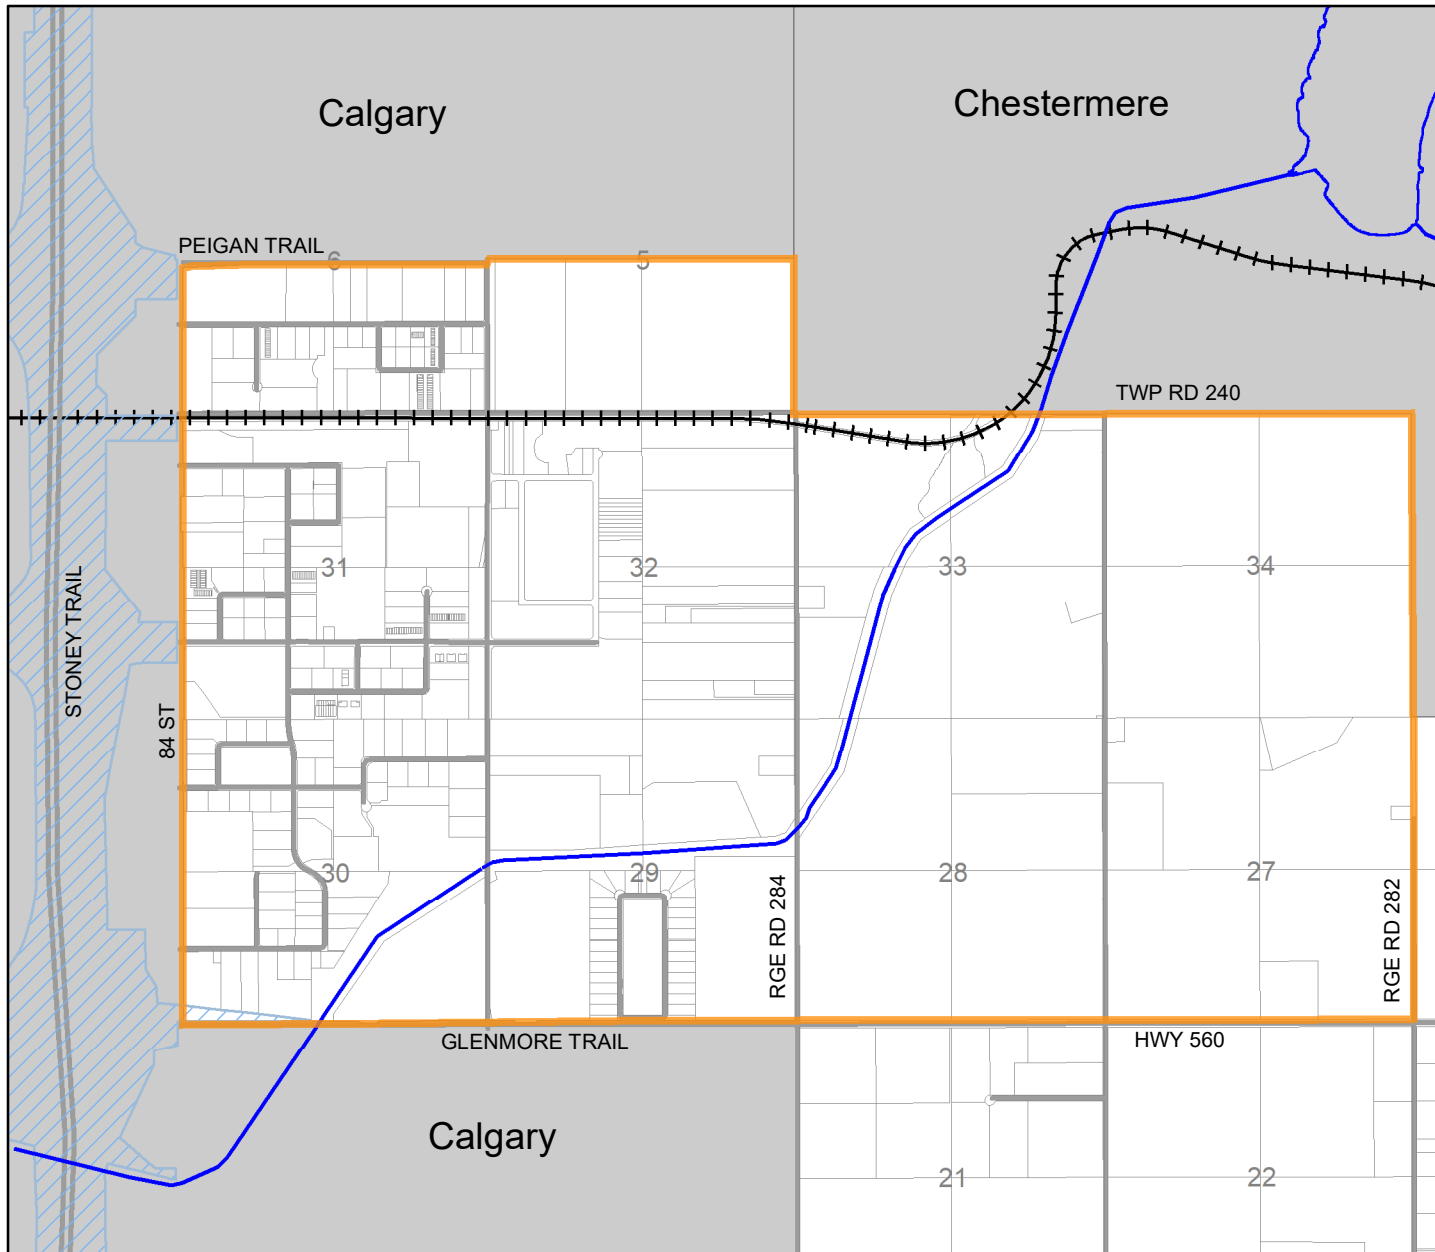 Calgary
Chestermere
PEIGAN TRAIL
6
5
TWP RD 240
31
32
33
34
STONEY TRAIL
84 ST
30
29
28
27
RGE RD 284
RGE RD 282
GLENMORE TRAIL
HWY 560
Calgary
21
22